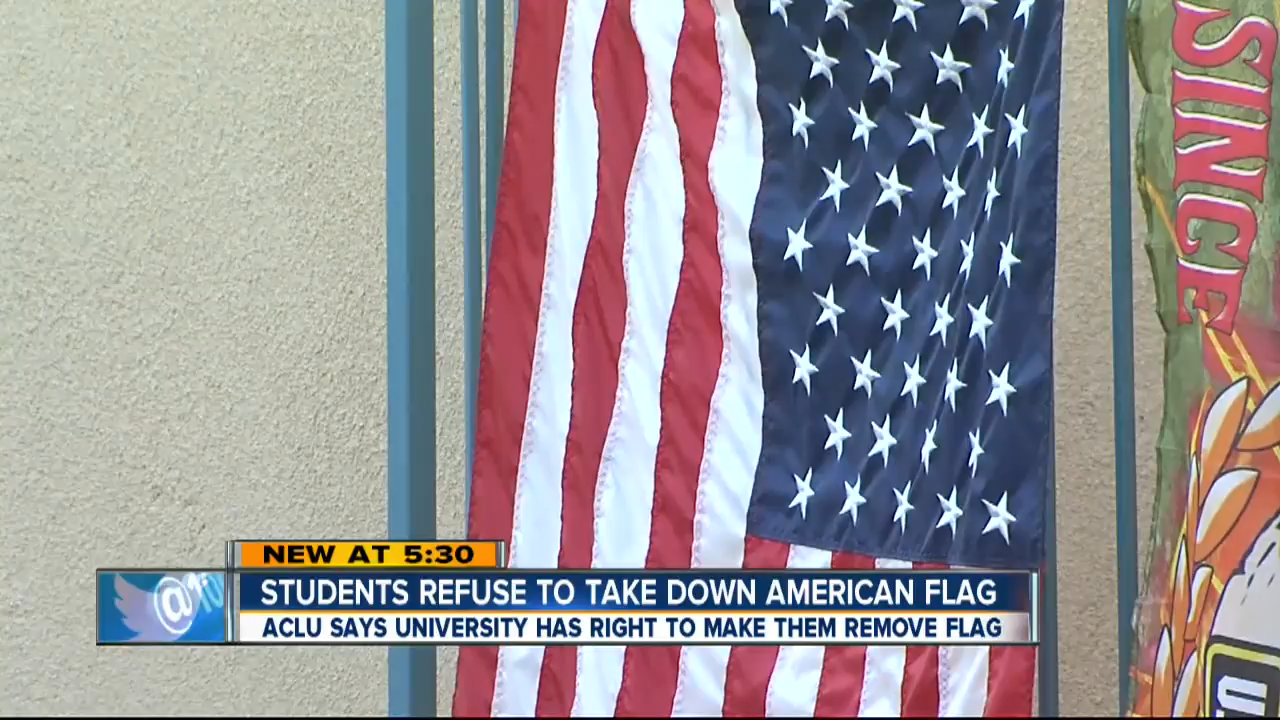 SINCE
NEW AT 5:30
STUDENTS REFUSE TO TAKE DOWN AMERICAN FLAG
ACLU SAYS UNIVERSITY HAS RIGHT TO MAKE THEM REMOVE FLAG